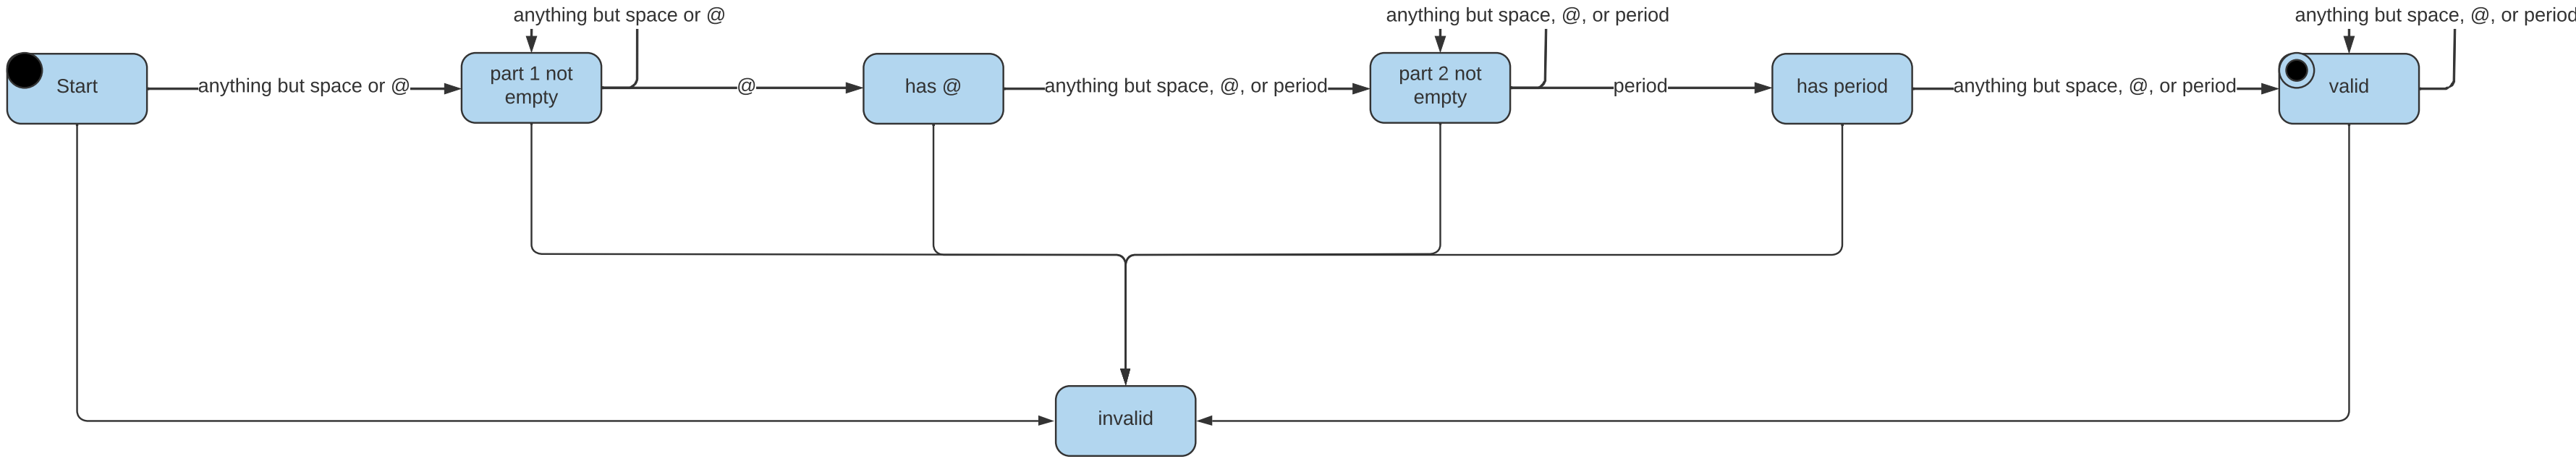 anything but space or @
anything but space, @, or period
anything but space, @, or period
Start
anything but space or @
part 1 not
empty
@
has @
anything but space, @, or period
part 2 not
empty
period
has period
anything but space, @, or period
valid
invalid